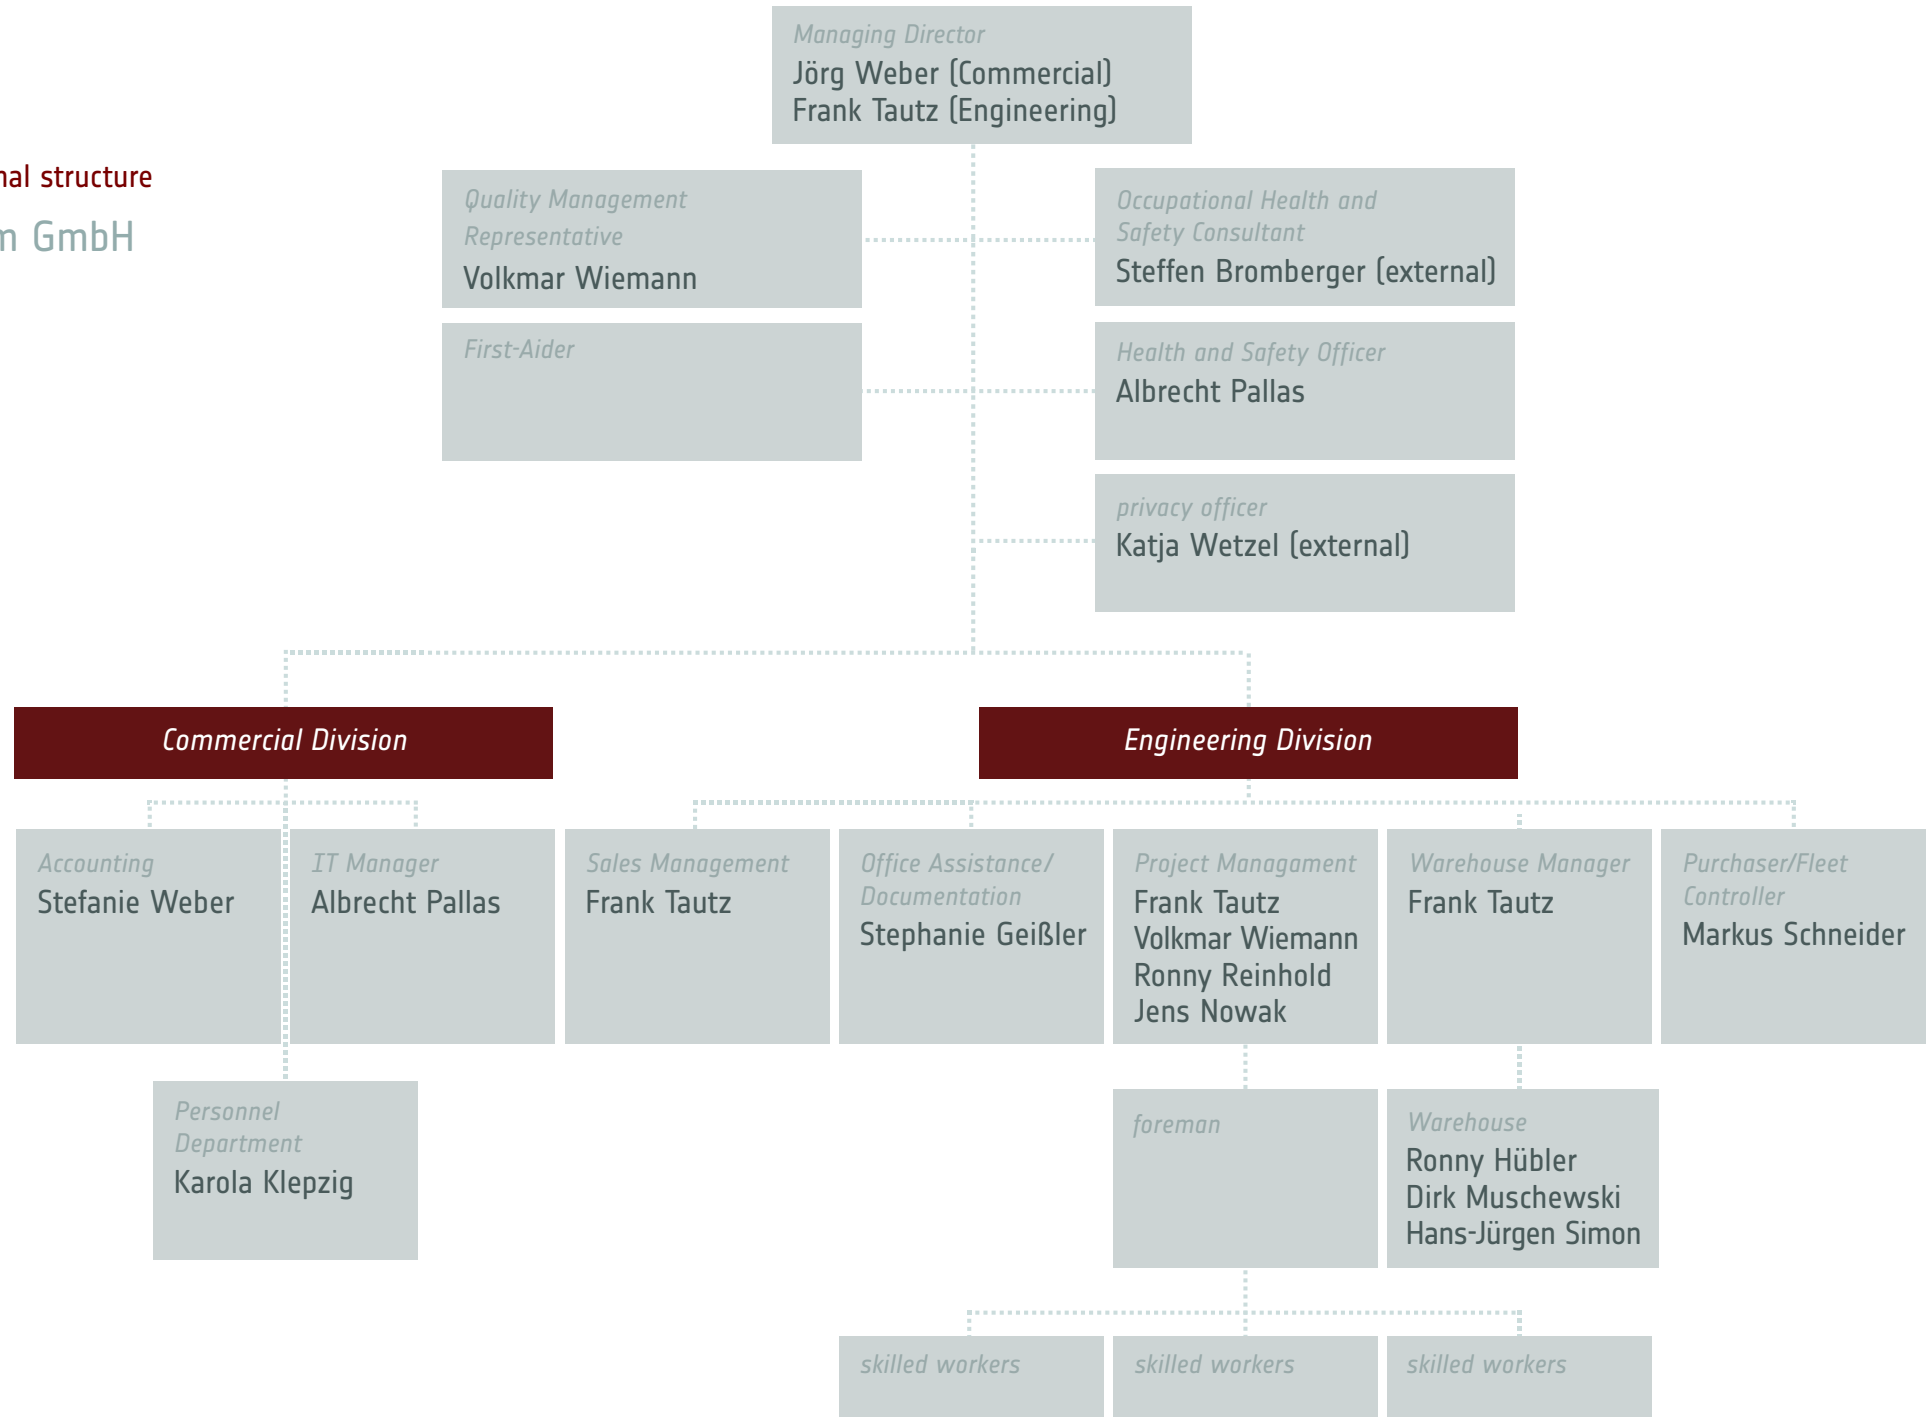 Managing Director
Jörg Weber (Commercial)
Frank Tautz (Engineering)
structure
GmbH
Quality Management
Representative
Volkmar Wiemann
Occupational Health and
Safety Consultant
Steffen Bromberger (external)
First-Aider
Health and Safety Officer
Albrecht Pallas
privacy officer
Katja Wetzel (external)
Commercial Division
Engineering Division
Accounting
Stefanie Weber
IT Manager
Albrecht Pallas
Sales Management
Frank Tautz
Office Assistance/
Documentation
Stephanie Geißler
Project Managament
Frank Tautz
Volkmar Wiemann
Ronny Reinhold
Jens Nowak
Warehouse Manager
Frank Tautz
Purchaser/Fleet
Controller
Markus Schneider
Personnel
Department
Karola Klepzig
foreman
Warehouse
Ronny Hübler
Dirk Muschewski
Hans-Jürgen Simon
skilled workers
skilled workers
skilled workers